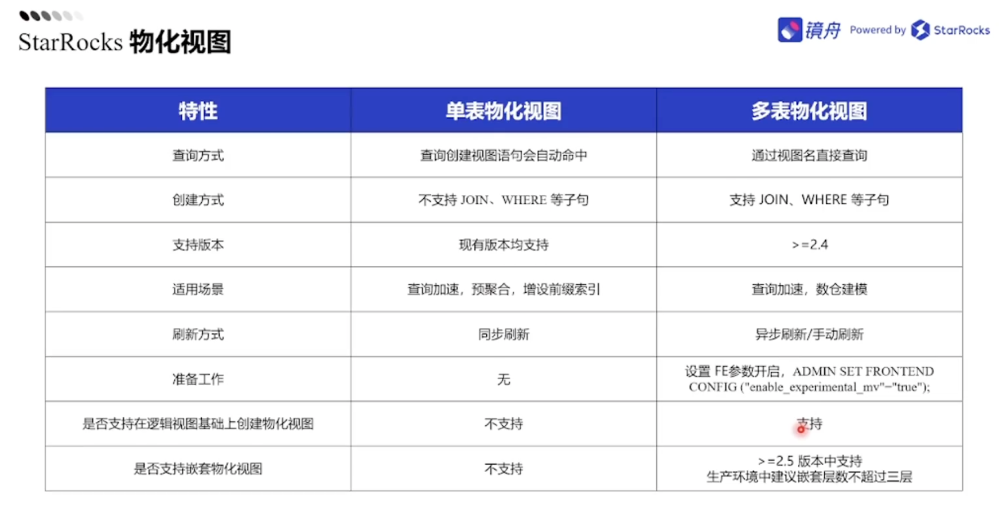 StarRocks 物化视图
镜舟 Powered by StarRocks
特性 单表物化视图 多表物化视图
查询方式 查询创建视图语句会自动命中 通过视图名直接查询
创建方式 不支持 JOIN、WHERE 等子句 支持 JOIN、WHERE 等子句
支持版本 现有版本均支持 >=2.4
适用场景 查询加速，预聚合，增设前缀索引 查询加速，数仓建模
刷新方式 同步刷新 异步刷新/手动刷新
准备工作 无 设置 FE参数开启，ADMIN SET FRONTEND
CONFIG ("enable_experimental_mv"="true");
是否支持在逻辑视图基础上创建物化视图 不支持 支持
是否支持嵌套物化视图 不支持 >=2.5 版本中支持
生产环境中建议嵌套层数不超过三层